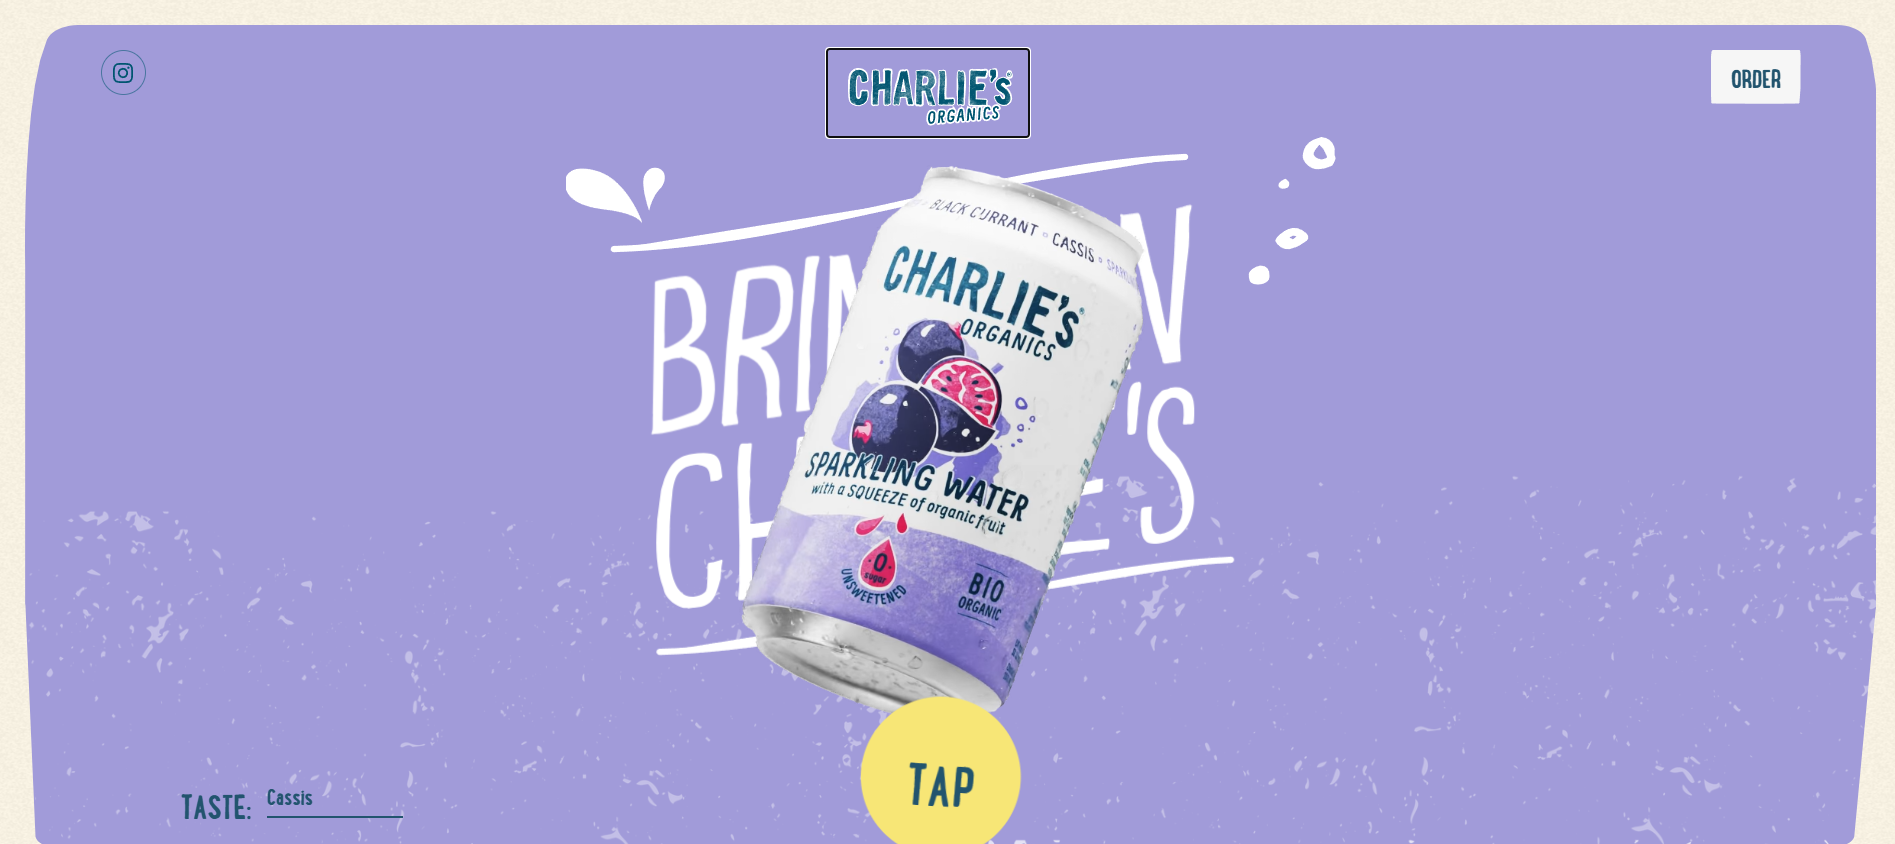 CHARLIE's
ORGANICS
ORDER
BLACK CURRANT ◦ CASSIS
CHARLIE's
ORGANICS
SPARKLING WATER
with a SQUEEZE of organic fruit
0
sugar
UNSWEETENED
BIO
ORGANIC
TAP
TASTE: Cassis